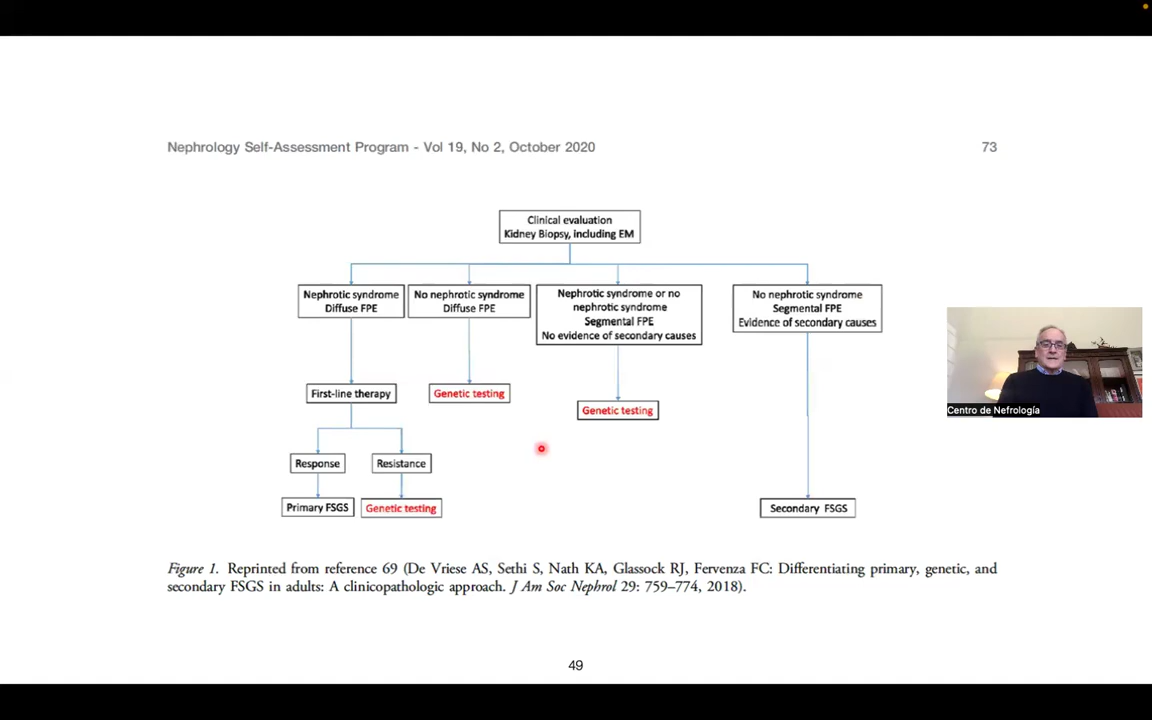 Nephrology Self-Assessment Program - Vol 19, No 2, October 2020
73
Clinical evaluation
Kidney Biopsy, including EM
Nephrotic syndrome
Diffuse FPE
No nephrotic syndrome
Diffuse FPE
Nephrotic syndrome or no
nephrotic syndrome
Segmental FPE
No evidence of secondary causes
No nephrotic syndrome
Segmental FPE
Evidence of secondary causes
First-line therapy
Genetic testing
Genetic testing
Response
Resistance
Primary FSGS
Genetic testing
Secondary FSGS
Centro de Nefrología
Figure 1. Reprinted from reference 69 (De Vriese AS, Sethi S, Nath KA, Glassock RJ, Fervenza FC: Differentiating primary, genetic, and
secondary FSGS in adults: A clinicopathologic approach. J Am Soc Nephrol 29: 759–774, 2018).
49